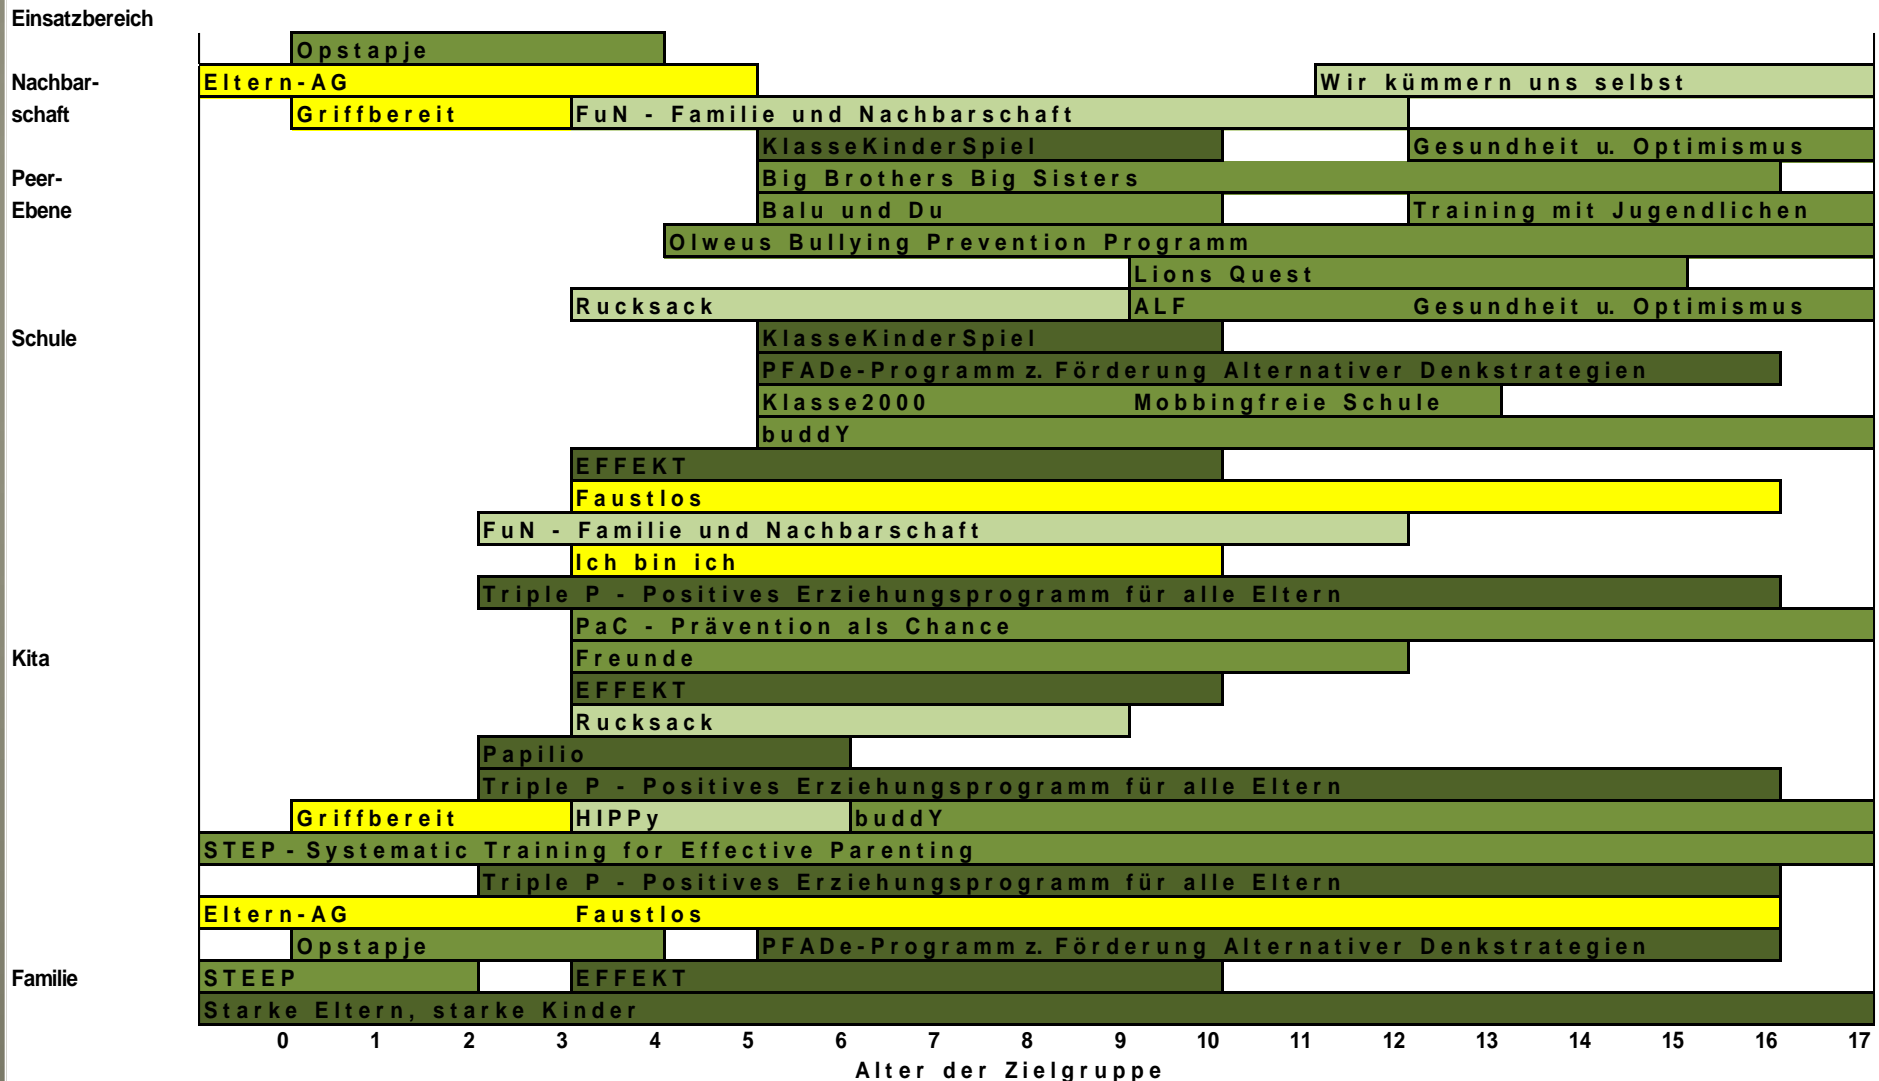 Einsatzbereich
Opstapje
Nachbar- Eltern-AG Wir kümmern uns selbst
schaft Griffbereit FuN - Familie und Nachbarschaft
KlasseKinderSpiel Gesundheit u. Optimismus
Peer- Big Brothers Big Sisters
Ebene Balu und Du Training mit Jugendlichen
Olweus Bullying Prevention Programm
Lions Quest
Rucksack ALF Gesundheit u. Optimismus
Schule KlasseKinderSpiel
PFADe-Programm z. Förderung Alternativer Denkstrategien
Klasse2000 Mobbingfreie Schule
buddY
EFFEKT
Faustlos
FuN - Familie und Nachbarschaft
Ich bin ich
Triple P - Positives Erziehungsprogramm für alle Eltern
PaC - Prävention als Chance
Kita Freunde
EFFEKT
Rucksack
Papilio
Triple P - Positives Erziehungsprogramm für alle Eltern
Griffbereit HIPPy buddY
STEP - Systematic Training for Effective Parenting
Triple P - Positives Erziehungsprogramm für alle Eltern
Eltern-AG Faustlos
Opstapje PFADe-Programm z. Förderung Alternativer Denkstrategien
Familie STEEP EFFEKT
Starke Eltern, starke Kinder
0 1 2 3 4 5 6 7 8 9 10 11 12 13 14 15 16 17
Alter der Zielgruppe